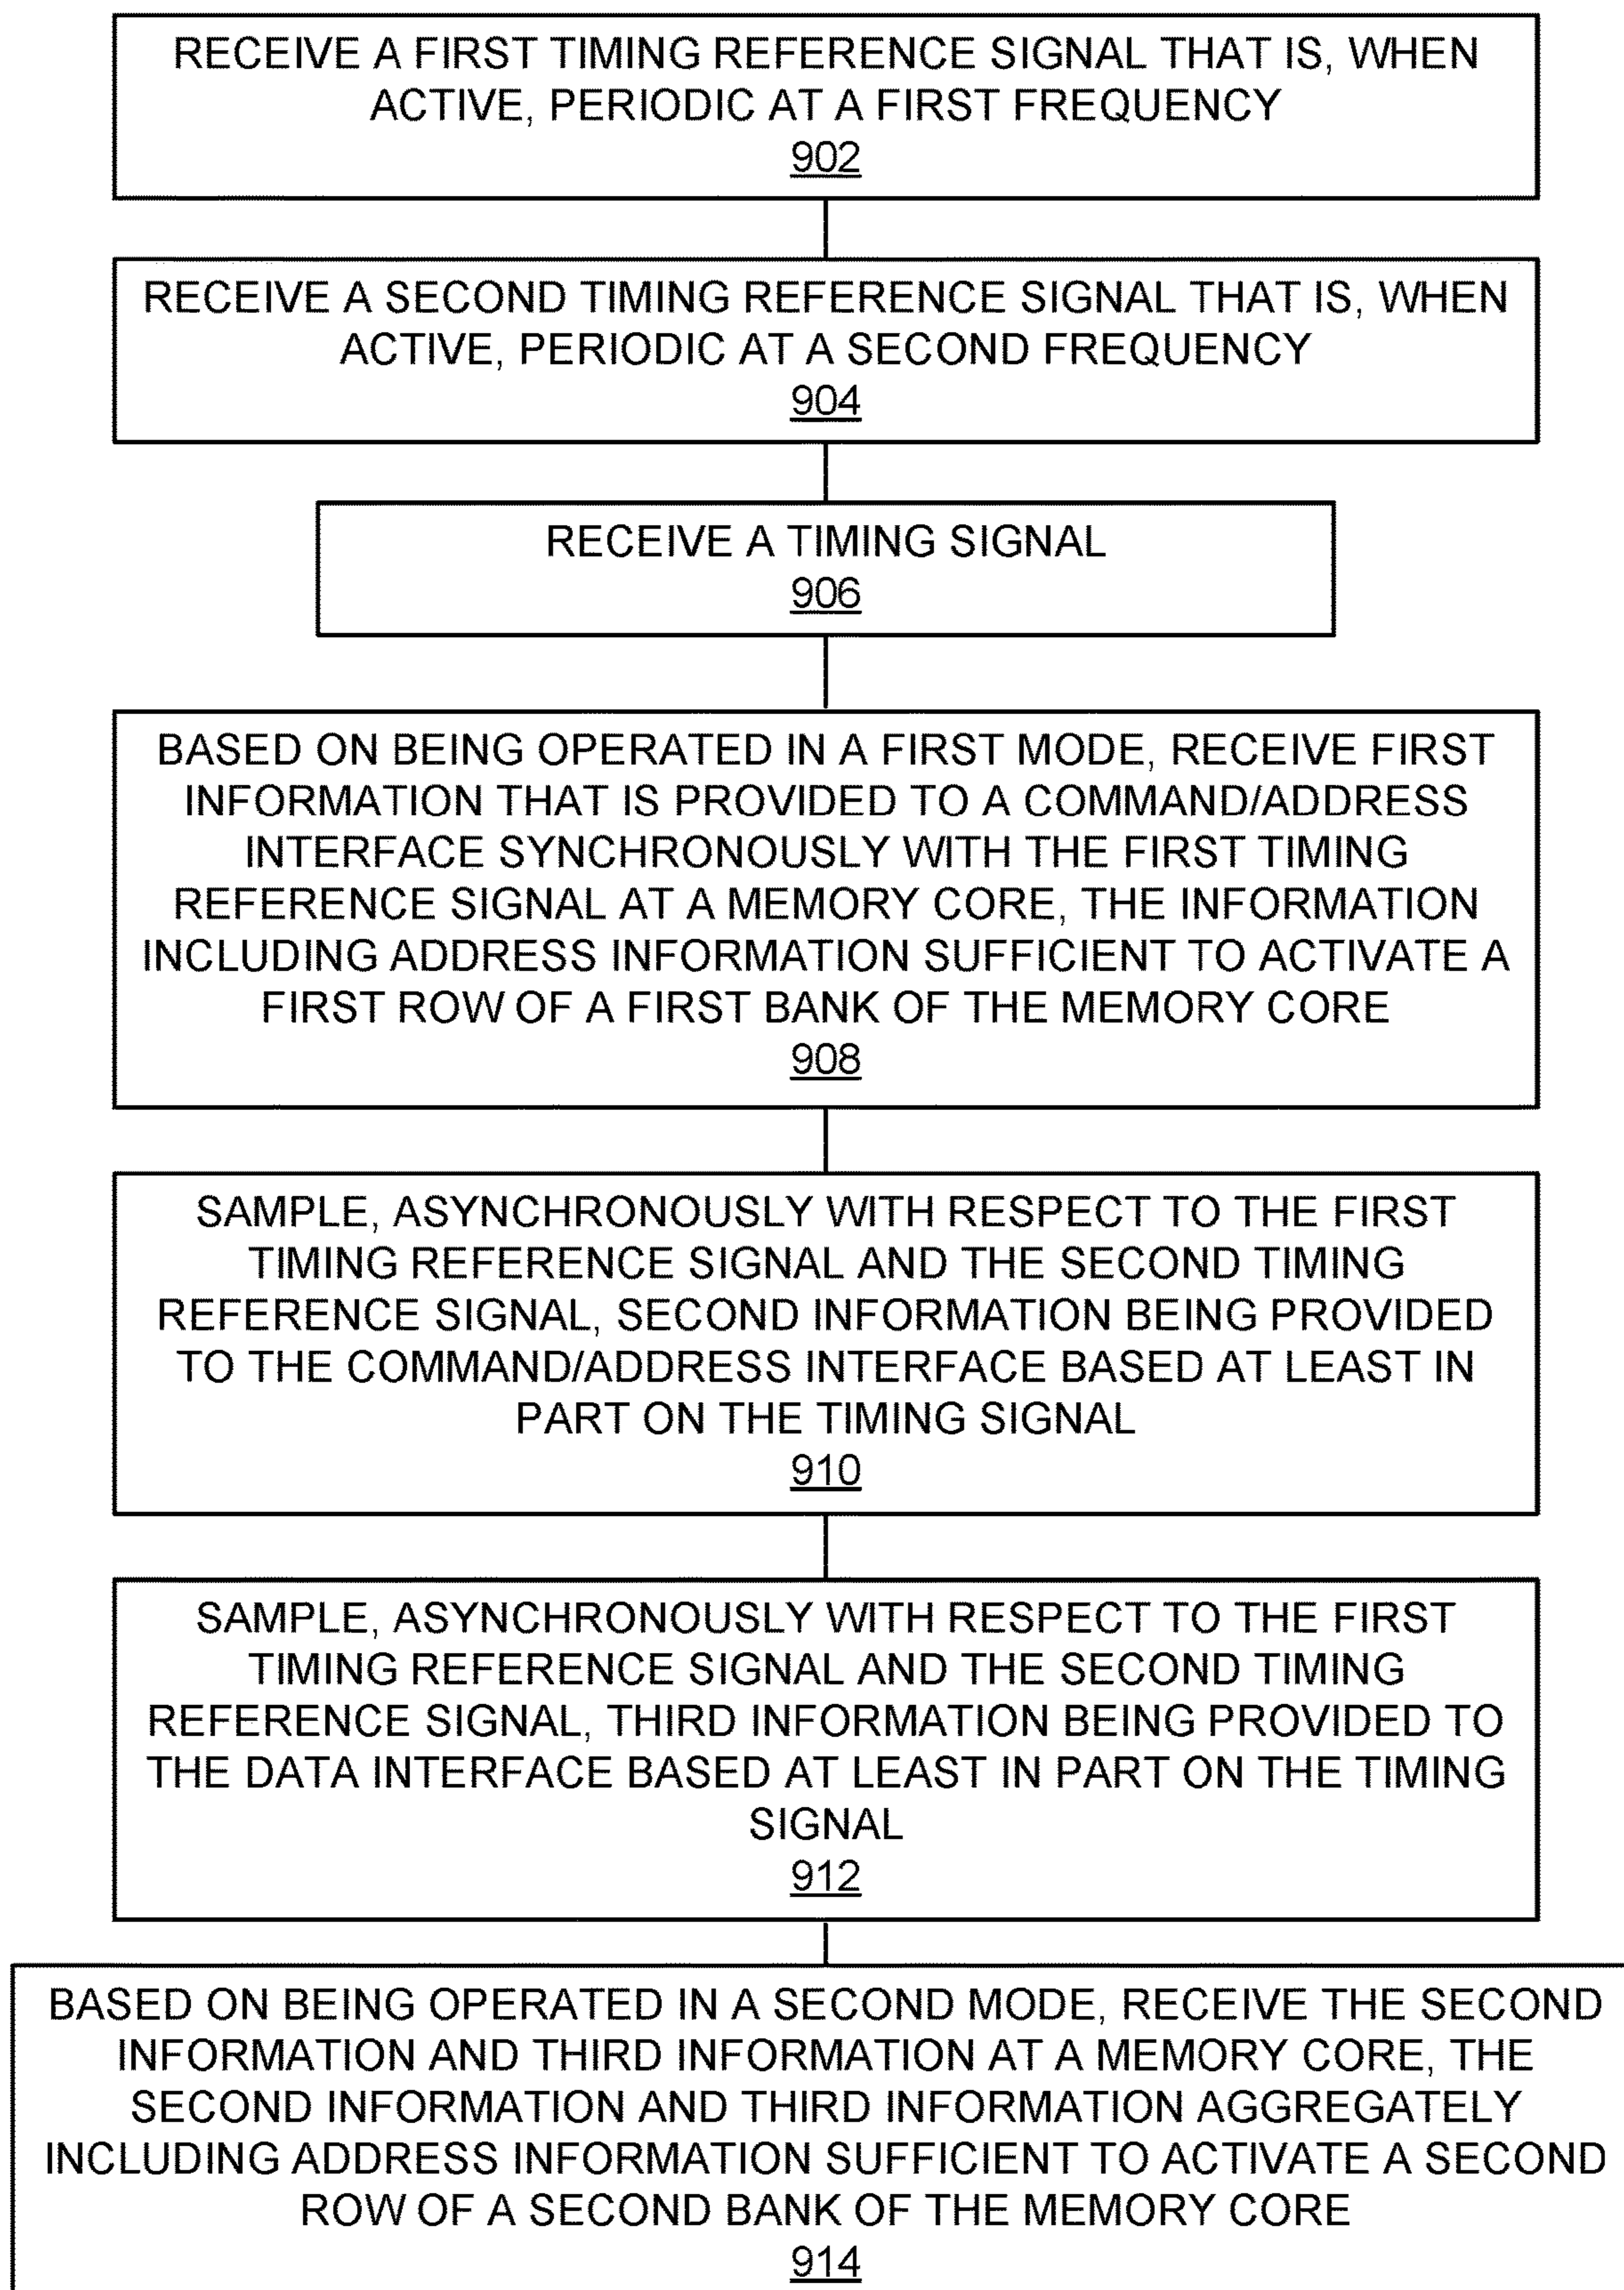 RECEIVE A FIRST TIMING REFERENCE SIGNAL THAT IS, WHEN
ACTIVE, PERIODIC AT A FIRST FREQUENCY
902
RECEIVE A SECOND TIMING REFERENCE SIGNAL THAT IS, WHEN
ACTIVE, PERIODIC AT A SECOND FREQUENCY
904
RECEIVE A TIMING SIGNAL
906
BASED ON BEING OPERATED IN A FIRST MODE, RECEIVE FIRST
INFORMATION THAT IS PROVIDED TO A COMMAND/ADDRESS
INTERFACE SYNCHRONOUSLY WITH THE FIRST TIMING
REFERENCE SIGNAL AT A MEMORY CORE, THE INFORMATION
INCLUDING ADDRESS INFORMATION SUFFICIENT TO ACTIVATE A
FIRST ROW OF A FIRST BANK OF THE MEMORY CORE
908
SAMPLE, ASYNCHRONOUSLY WITH RESPECT TO THE FIRST
TIMING REFERENCE SIGNAL AND THE SECOND TIMING
REFERENCE SIGNAL, SECOND INFORMATION BEING PROVIDED
TO THE COMMAND/ADDRESS INTERFACE BASED AT LEAST IN
PART ON THE TIMING SIGNAL
910
SAMPLE, ASYNCHRONOUSLY WITH RESPECT TO THE FIRST
TIMING REFERENCE SIGNAL AND THE SECOND TIMING
REFERENCE SIGNAL, THIRD INFORMATION BEING PROVIDED TO
THE DATA INTERFACE BASED AT LEAST IN PART ON THE TIMING
SIGNAL
912
BASED ON BEING OPERATED IN A SECOND MODE, RECEIVE THE SECOND
INFORMATION AND THIRD INFORMATION AT A MEMORY CORE, THE
SECOND INFORMATION AND THIRD INFORMATION AGGREGATELY
INCLUDING ADDRESS INFORMATION SUFFICIENT TO ACTIVATE A SECOND
ROW OF A SECOND BANK OF THE MEMORY CORE
914